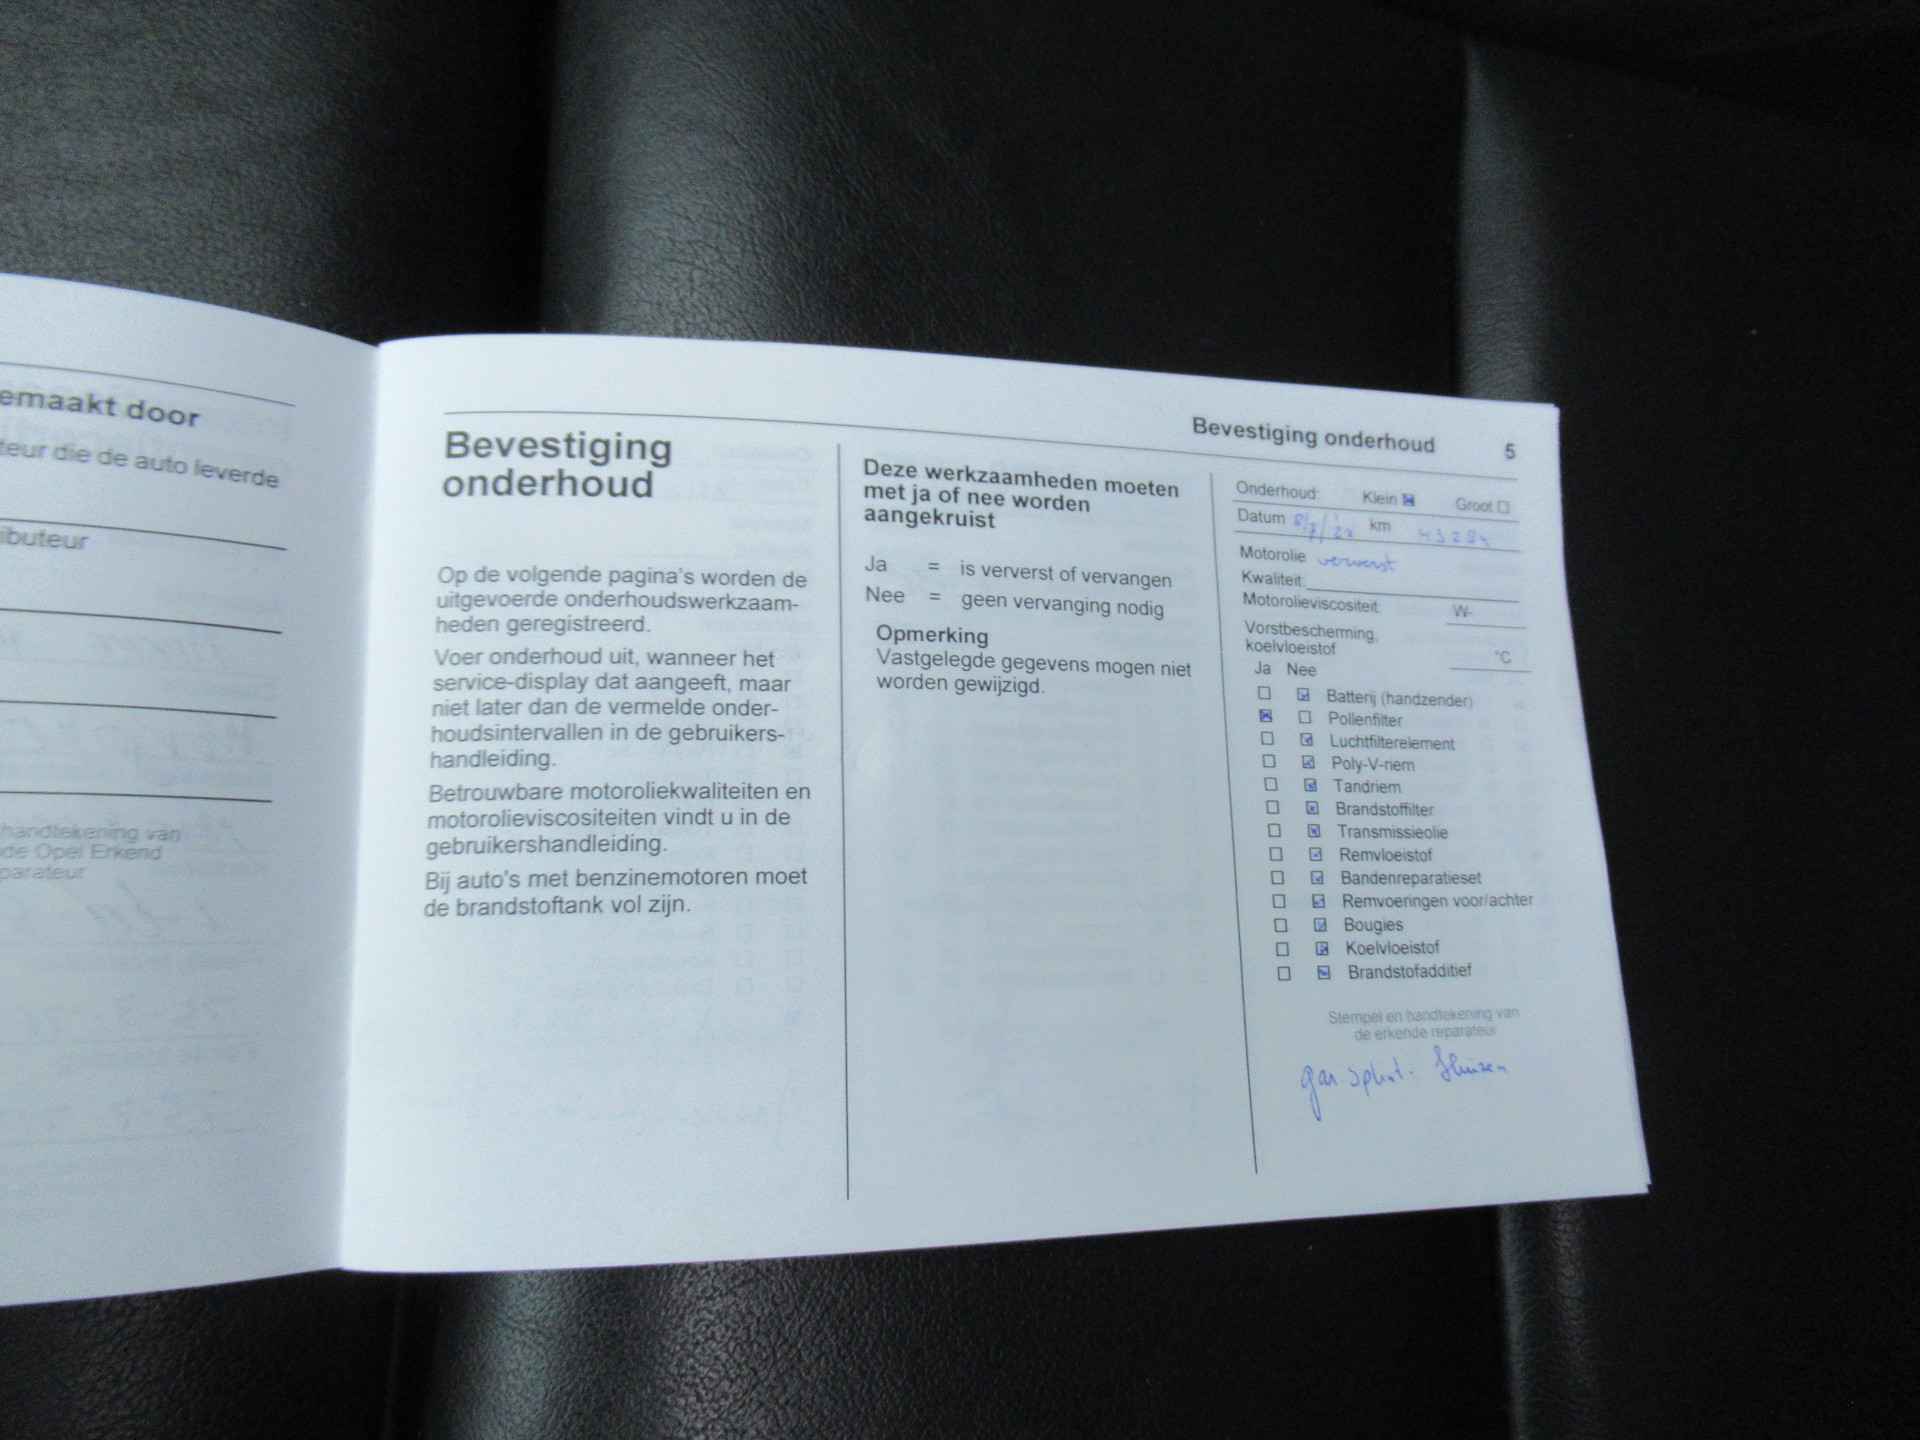 emaakt door
teur die de auto leverde
ibuteur
handtekening van
de Opel Erkend
parateur
Bevestiging onderhoud 5
Bevestiging
onderhoud
Op de volgende pagina's worden de
uitgevoerde onderhoudswerkzaam-
heden geregistreerd.
Voer onderhoud uit, wanneer het
service-display dat aangeeft, maar
niet later dan de vermelde onder-
houdsintervallen in de gebruikers-
handleiding.
Betrouwbare motoroliekwaliteiten en
motorolieviscositeiten vindt u in de
gebruikershandleiding.
Bij auto's met benzinemotoren moet
de brandstoftank vol zijn.
Deze werkzaamheden moeten
met ja of nee worden
aangekruist
Ja = is ververst of vervangen
Nee = geen vervanging nodig
Opmerking
Vastgelegde gegevens mogen niet
worden gewijzigd.
Onderhoud: Klein Groot
Datum km
Motorolie ververst
Kwaliteit:
Motorolieviscositeit W-
Vorstbescherming,
koelvloeistof °C
Ja Nee
Batterij (handzender)
Pollenfilter
Luchtfilterelement
Poly-V-riem
Tandriem
Brandstoffilter
Transmissieolie
Remvloeistof
Bandenreparatieset
Remvoeringen voor/achter
Bougies
Koelvloeistof
Brandstofadditief
Stempel en handtekening van
de erkende reparateur